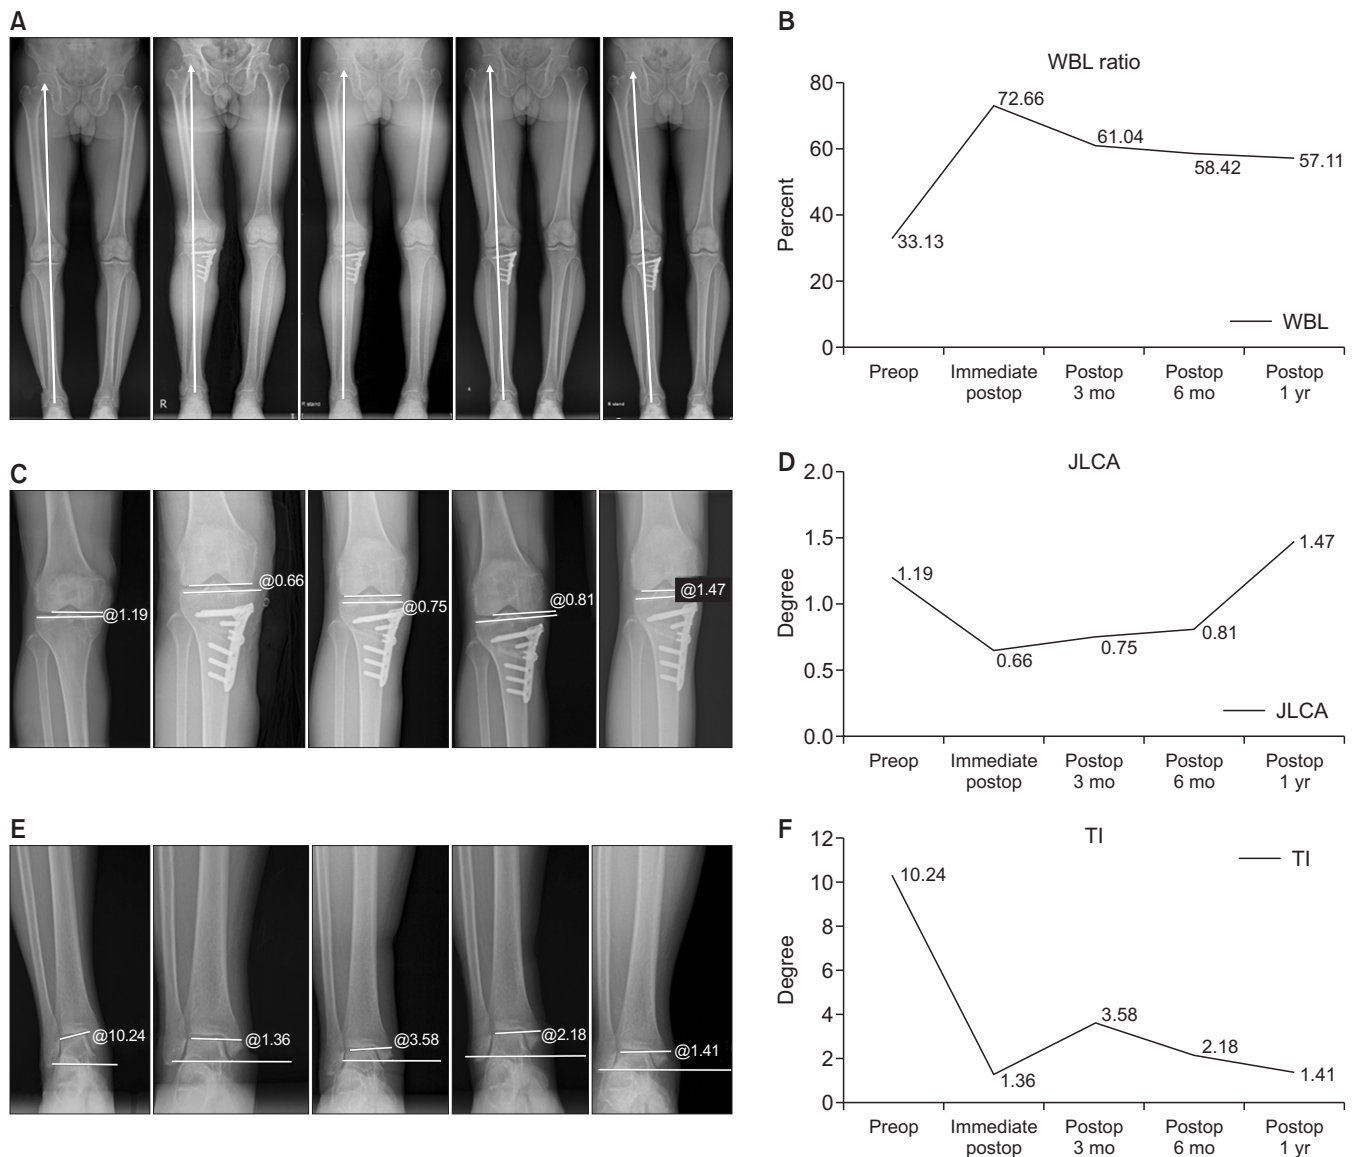 A
R
R stand
R stand
B
WBL ratio
Percent
80
60
40
20
0
33.13
72.66
61.04
58.42
57.11
WBL
Preop
Immediate
postop
Postop
3 mo
Postop
6 mo
Postop
1 yr
C
@1.19
@0.66
@0.75
@0.81
@1.47
D
JLCA
Degree
2.0
1.5
1.0
0.5
0.0
1.19
0.66
0.75
0.81
1.47
JLCA
Preop
Immediate
postop
Postop
3 mo
Postop
6 mo
Postop
1 yr
E
@10.24
@1.36
@3.58
@2.18
@1.41
F
TI
Degree
12
10
8
6
4
2
0
10.24
1.36
3.58
2.18
1.41
TI
Preop
Immediate
postop
Postop
3 mo
Postop
6 mo
Postop
1 yr